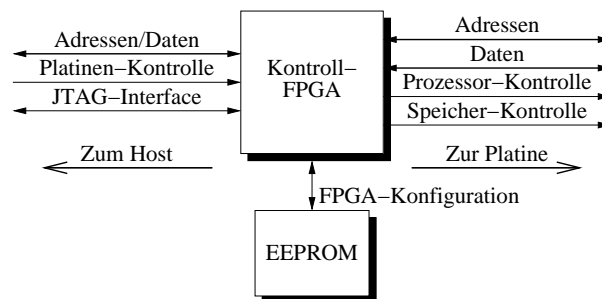 Adressen/Daten
Platinen−Kontrolle
JTAG−Interface
Zum Host
Kontroll−
FPGA
Adressen
Daten
Prozessor−Kontrolle
Speicher−Kontrolle
Zur Platine
FPGA−Konfiguration
EEPROM